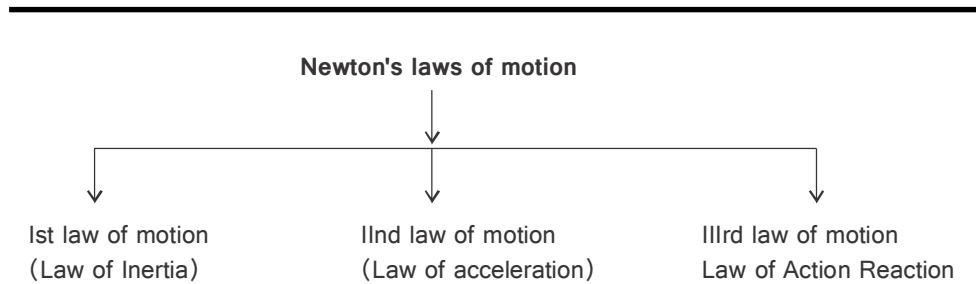 Newton's laws of motion
Ist law of motion
(Law of Inertia)
IInd law of motion
(Law of acceleration)
IIIrd law of motion
Law of Action Reaction